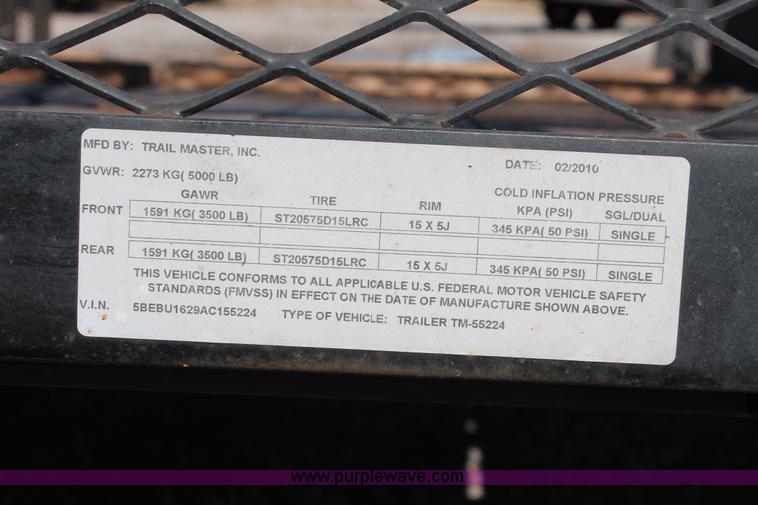 MFD BY: TRAIL MASTER, INC. DATE: 02/2010
GVWR: 2273 KG( 5000 LB)
COLD INFLATION PRESSURE
GAWR TIRE RIM KPA (PSI) SGL/DUAL
FRONT 1591 KG( 3500 LB) ST20575D15LRC 15 X 5J 345 KPA( 50 PSI) SINGLE
REAR 1591 KG( 3500 LB) ST20575D15LRC 15 X 5J 345 KPA( 50 PSI) SINGLE
THIS VEHICLE CONFORMS TO ALL APPLICABLE U.S. FEDERAL MOTOR VEHICLE SAFETY
STANDARDS (FMVSS) IN EFFECT ON THE DATE OF MANUFACTURE SHOWN ABOVE.
V.I.N. 5BEBU1629AC155224 TYPE OF VEHICLE: TRAILER TM-55224
www.purplewave.com